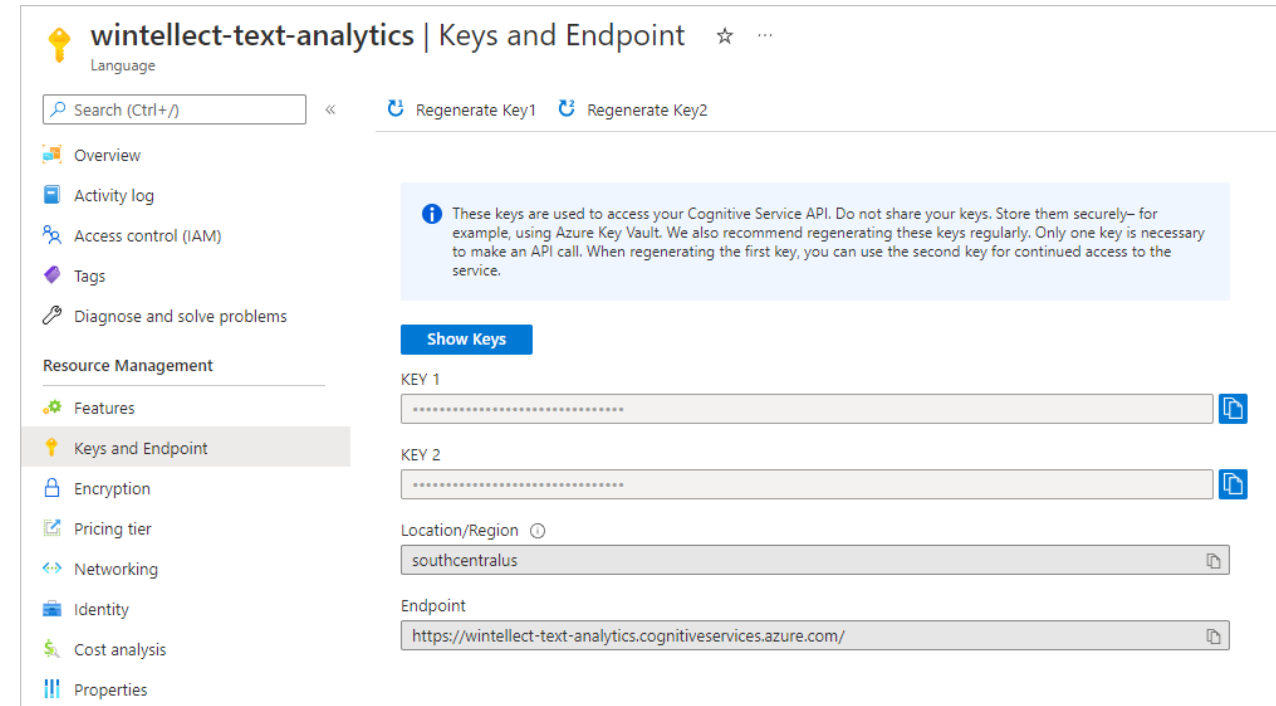 wintellect-text-analytics | Keys and Endpoint
Language
Search (Ctrl+/)
«
Overview
Activity log
Access control (IAM)
Tags
Diagnose and solve problems
Resource Management
Features
Keys and Endpoint
Encryption
Pricing tier
Networking
Identity
Cost analysis
Properties
Regenerate Key1 Regenerate Key2
These keys are used to access your Cognitive Service API. Do not share your keys. Store them securely– for
example, using Azure Key Vault. We also recommend regenerating these keys regularly. Only one key is necessary
to make an API call. When regenerating the first key, you can use the second key for continued access to the
service.
Show Keys
KEY 1
••••••••••••••••••••••••••••••••
KEY 2
••••••••••••••••••••••••••••••••
Location/Region
southcentralus
Endpoint
https://wintellect-text-analytics.cognitiveservices.azure.com/